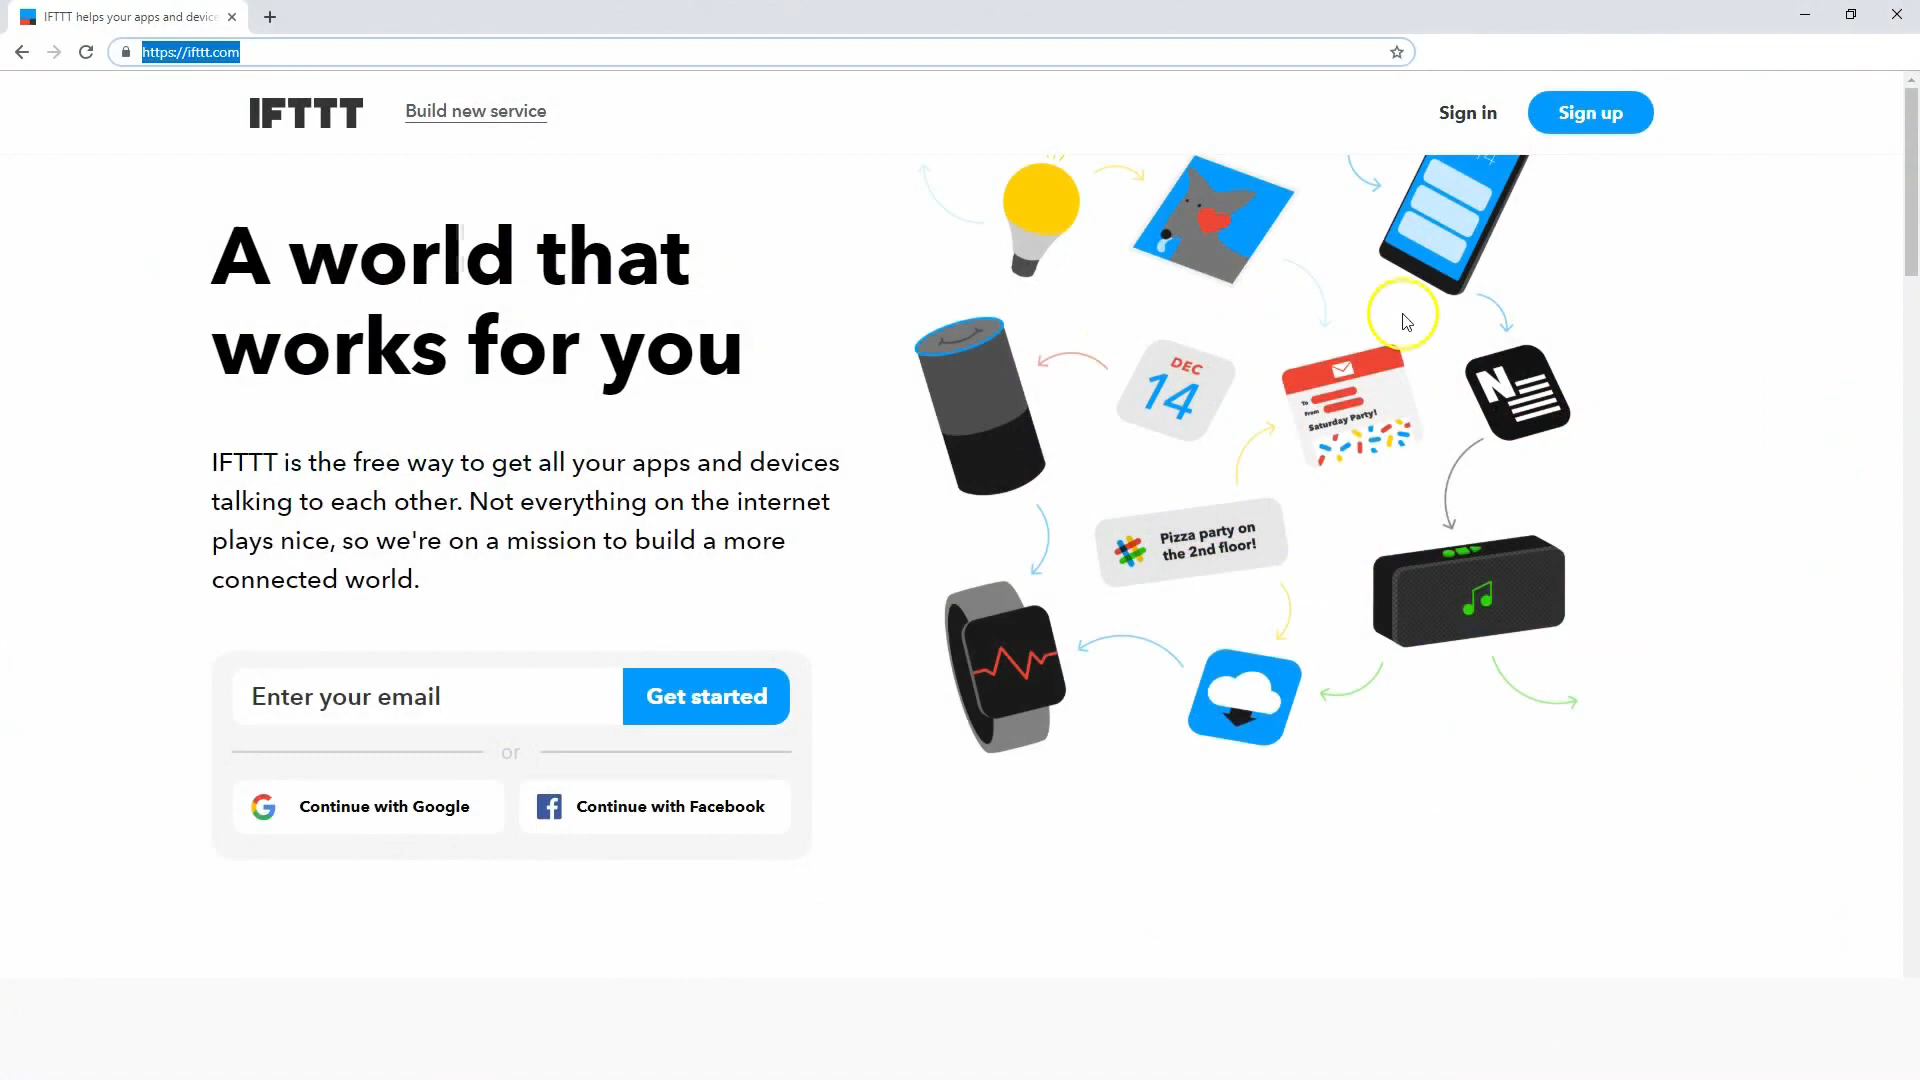 IFTTT helps your apps and device
https://ifttt.com
IFTTT
Build new service
Sign in
Sign up
A world that
works for you
IFTTT is the free way to get all your apps and devices
talking to each other. Not everything on the internet
plays nice, so we're on a mission to build a more
connected world.
Enter your email
Get started
or
Continue with Google
Continue with Facebook
DEC
14
To
From
Saturday Party!
N
Pizza party on
the 2nd floor!